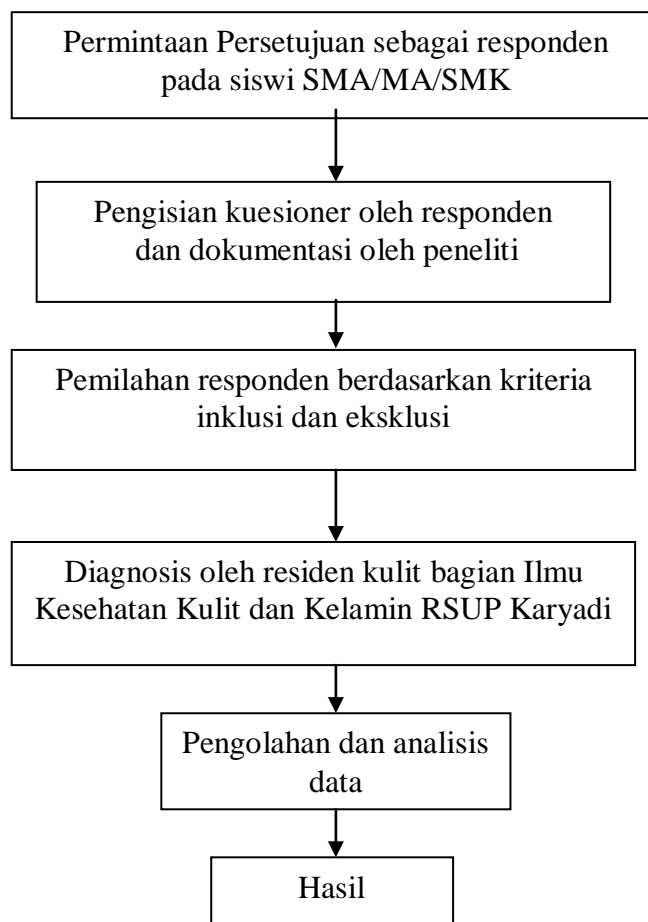 Permintaan Persetujuan sebagai responden
pada siswi SMA/MA/SMK
Pengisian kuesioner oleh responden
dan dokumentasi oleh peneliti
Pemilahan responden berdasarkan kriteria
inklusi dan eksklusi
Diagnosis oleh residen kulit bagian Ilmu
Kesehatan Kulit dan Kelamin RSUP Karyadi
Pengolahan dan analisis
data
Hasil